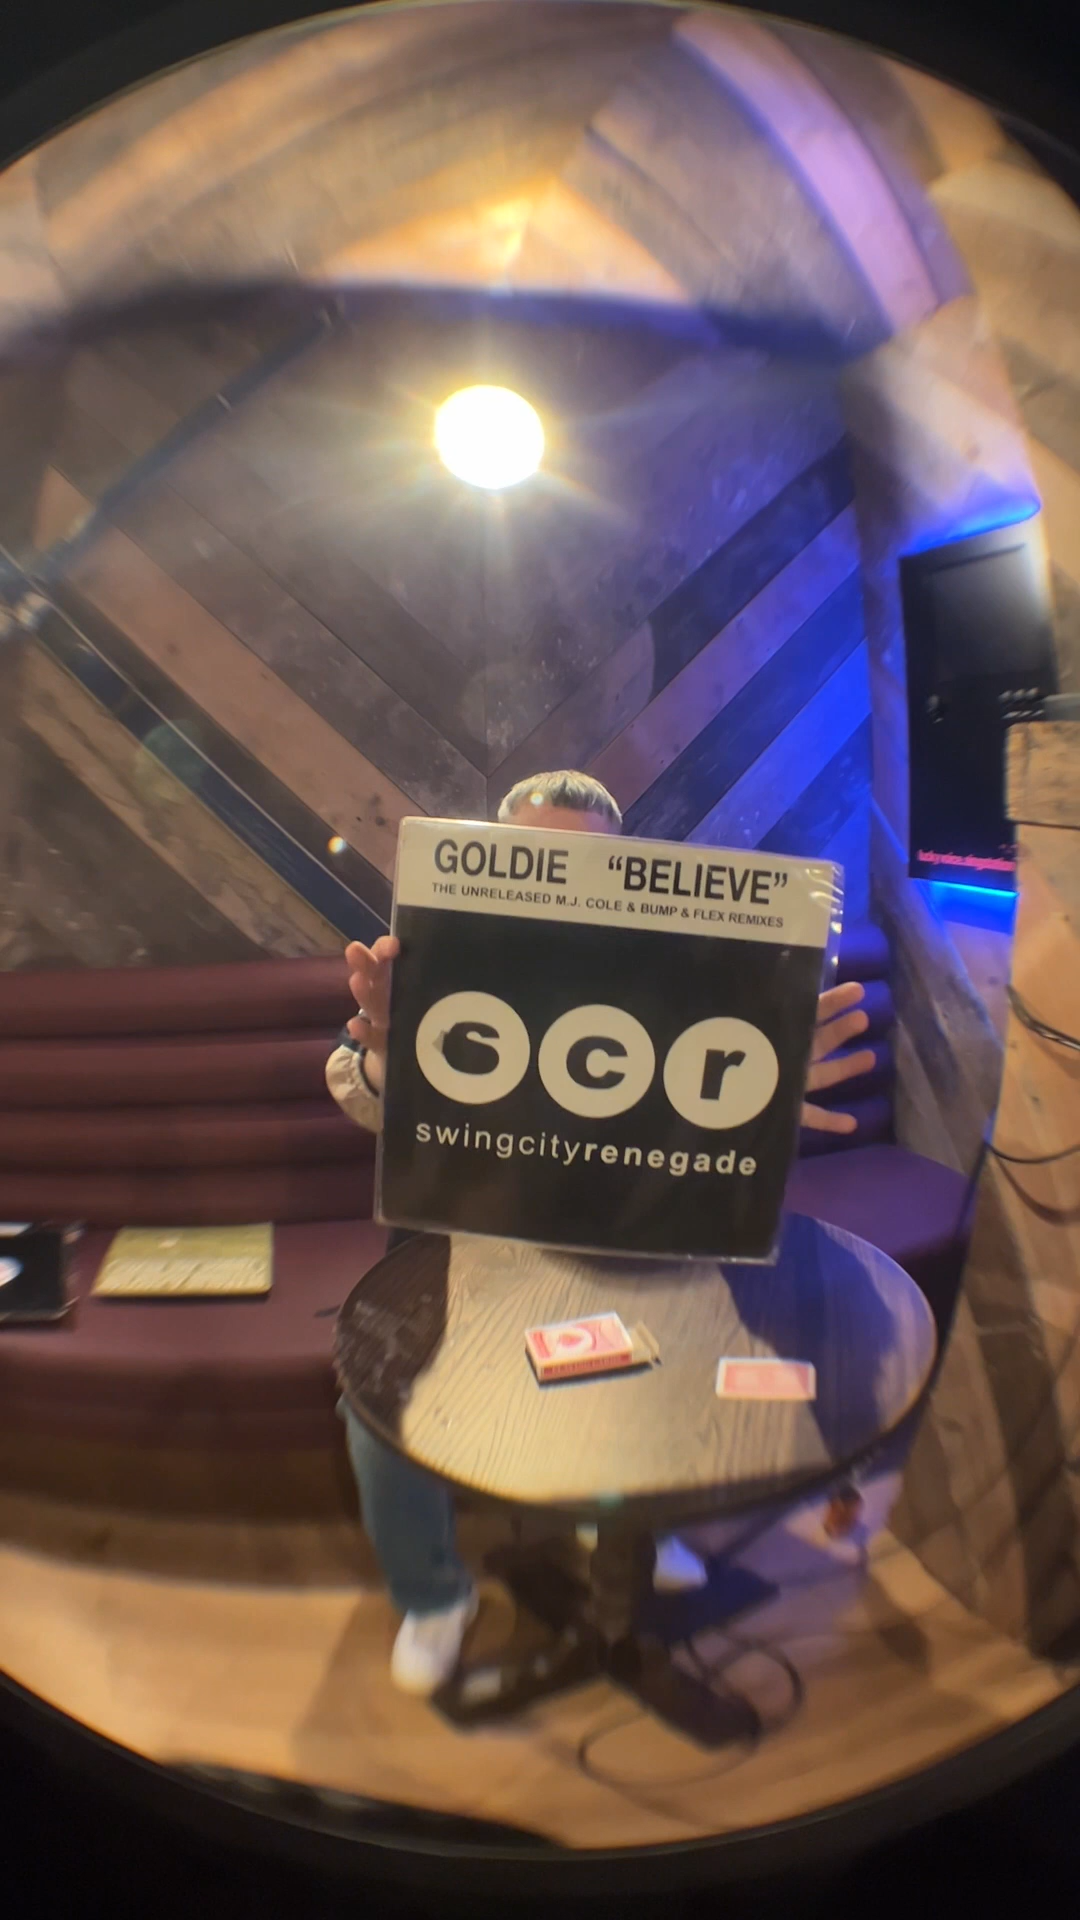 GOLDIE “BELIEVE”
THE UNRELEASED M.J. COLE & BUMP & FLEX REMIXES
scr
swingcityrenegade